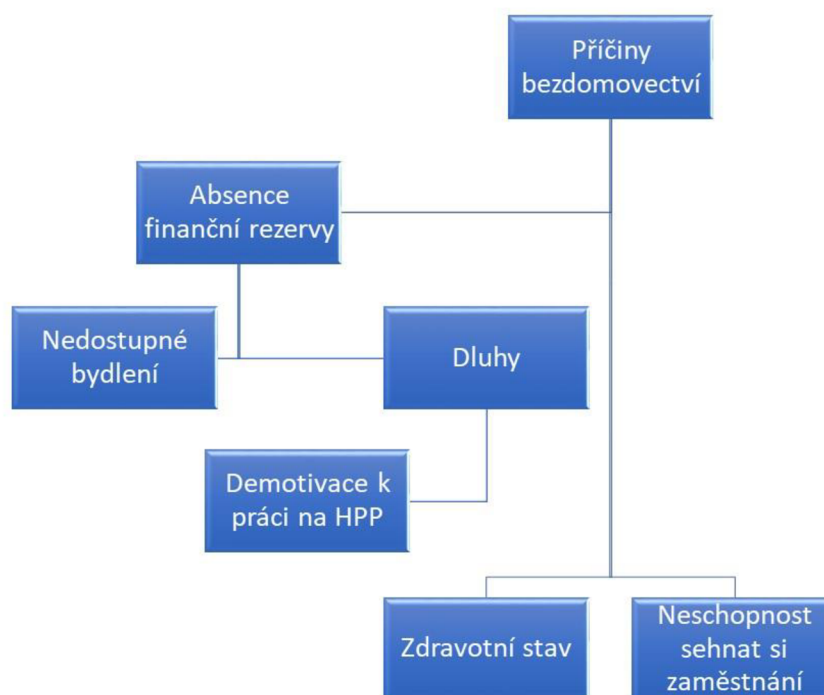 Příčiny
bezdomovectví
Absence
finanční rezervy
Nedostupné
bydlení
Dluhy
Demotivace k
práci na HPP
Zdravotní stav
Neschopnost
sehnat si
zaměstnání